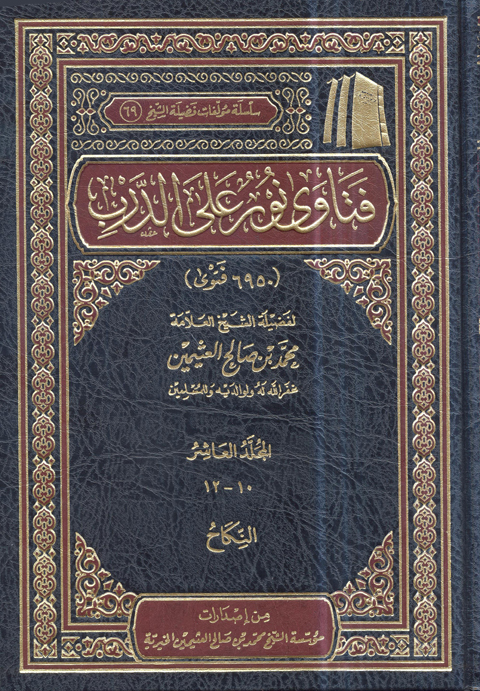 سلسلة مؤلفات فضيلة الشيخ (٦٩)
فتاوى نور على الدرب
(٦٩٥٠ فتوى)
لفضيلة الشيخ العلامة
محمد بن صالح العثيمين
غفر الله له ولوالديه وللمسلمين
المجلد العاشر
١٠ - ١٢
النكاح
من إصدارات
مؤسسة الشيخ محمد بن صالح العثيمين الخيرية